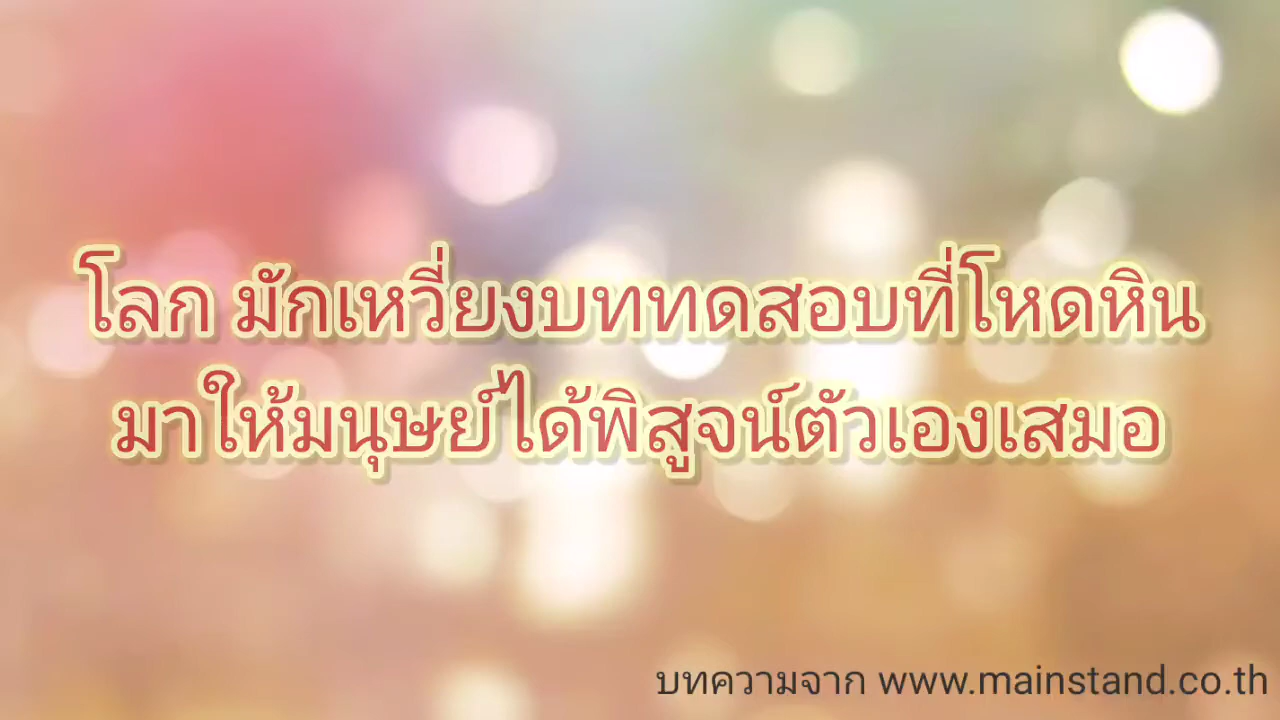 โลก มักเหวี่ยงบททดสอบที่โหดหิน
มาให้มนุษย์ได้พิสูจน์ตัวเองเสมอ
บทความจาก www.mainstand.co.th